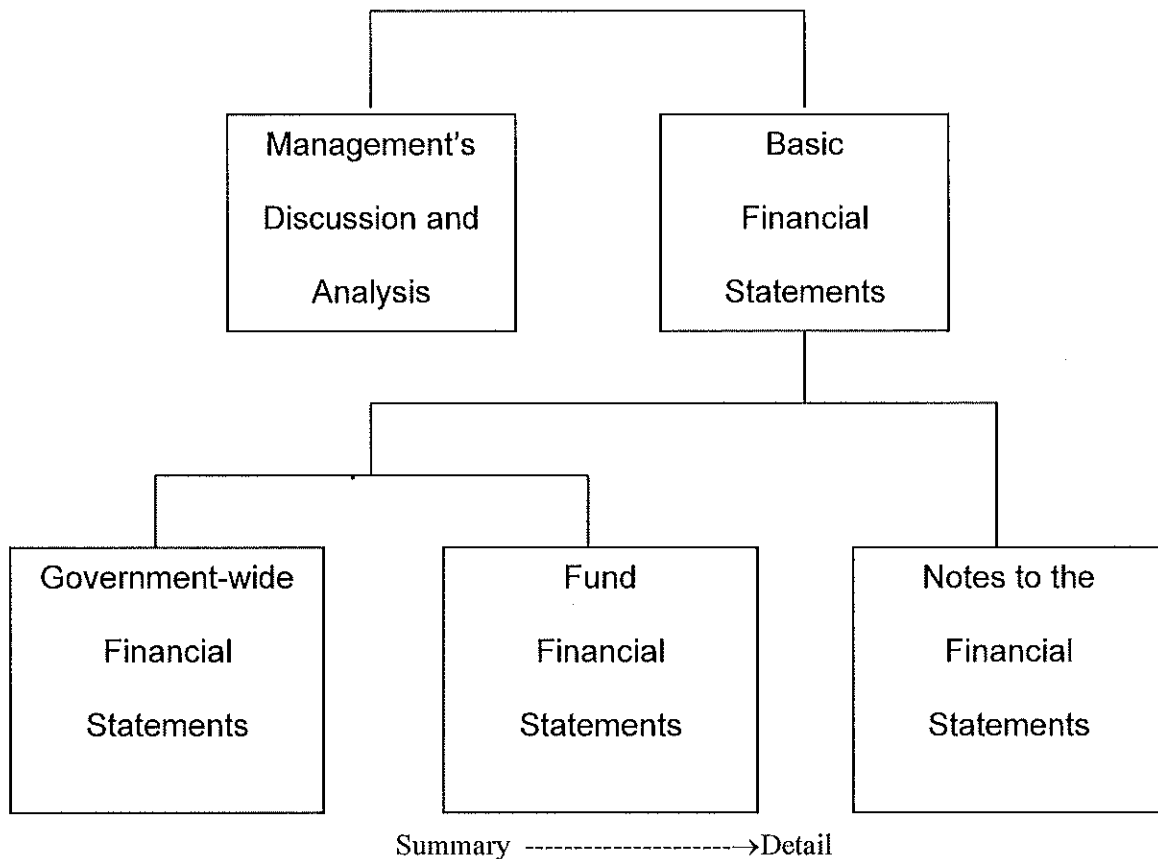 Management's
Discussion and
Analysis
Basic
Financial
Statements
Government-wide
Financial
Statements
Fund
Financial
Statements
Notes to the
Financial
Statements
Summary --------------------→Detail